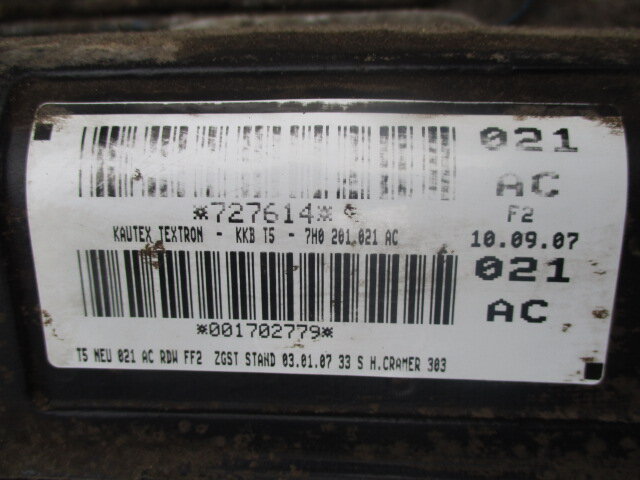 021
AC
*727614*
F2
KAUTEX TEXTRON - KKB T5 - 7H0 201.021 AC
10.09.07
021
AC
*001702779*
T5 NEU 021 AC RDW FF2 ZGST STAND 03.01.07 33 S H.CRAMER 303